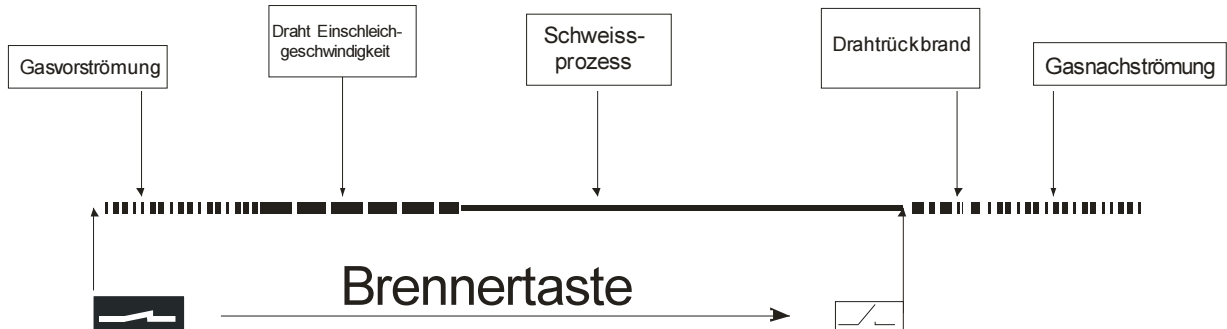 Gasvorströmung
Draht Einschleich-
geschwindigkeit
Schweiss-
prozess
Drahtrückbrand
Gasnachströmung
Brennertaste